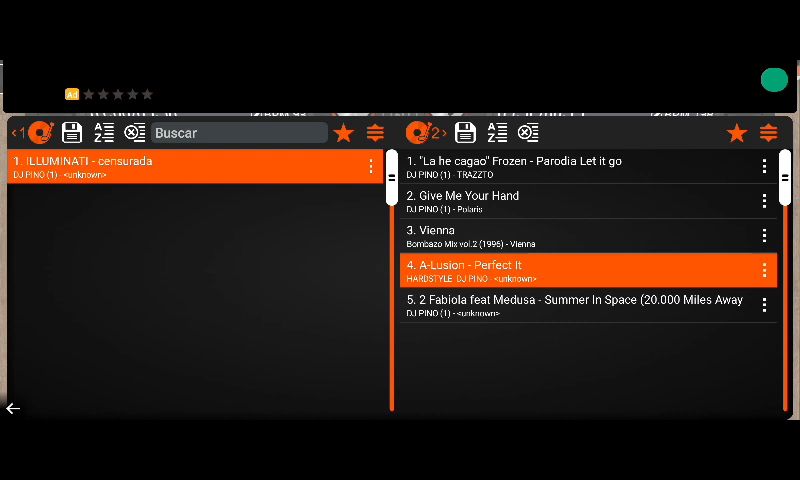 Ad
<1
Buscar
2>
1. ILLUMINATI - censurada
DJ PINO (1) - <unknown>
1. "La he cagao" Frozen - Parodia Let it go
DJ PINO (1) - TRAZZTO
2. Give Me Your Hand
DJ PINO (1) - Polaris
3. Vienna
Bombazo Mix vol.2 (1996) - Vienna
4. A-Lusion - Perfect It
HARDSTYLE DJ PINO - <unknown>
5. 2 Fabiola feat Medusa - Summer In Space (20.000 Miles Away
DJ PINO (1) - <unknown>